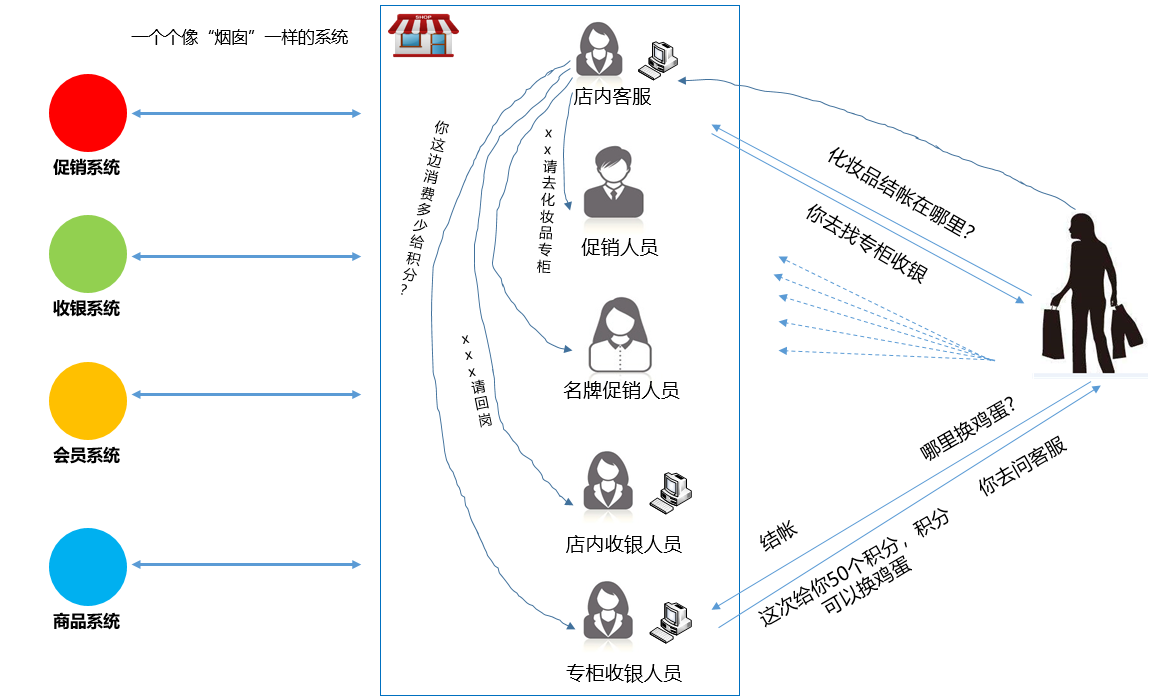 一个个像“烟囱”一样的系统
促销系统
收银系统
会员系统
商品系统
SHOP
店内客服
促销人员
名牌促销人员
店内收银人员
专柜收银人员
你这边消费多少给积分？
xx请去化妆品专柜
xxx请回岗
化妆品结帐在哪里？
你去找专柜收银
哪里换鸡蛋？
你去问客服
结帐
这次给你50个积分，积分
可以换鸡蛋